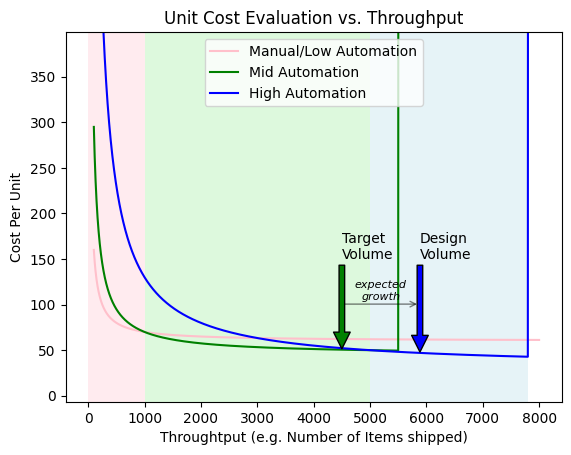 Unit Cost Evaluation vs. Throughput
Manual/Low Automation
Mid Automation
High Automation
Cost Per Unit
350
300
250
200
150
100
50
0
Target
Volume
Design
Volume
expected
growth
0 1000 2000 3000 4000 5000 6000 7000 8000
Throughtput (e.g. Number of Items shipped)